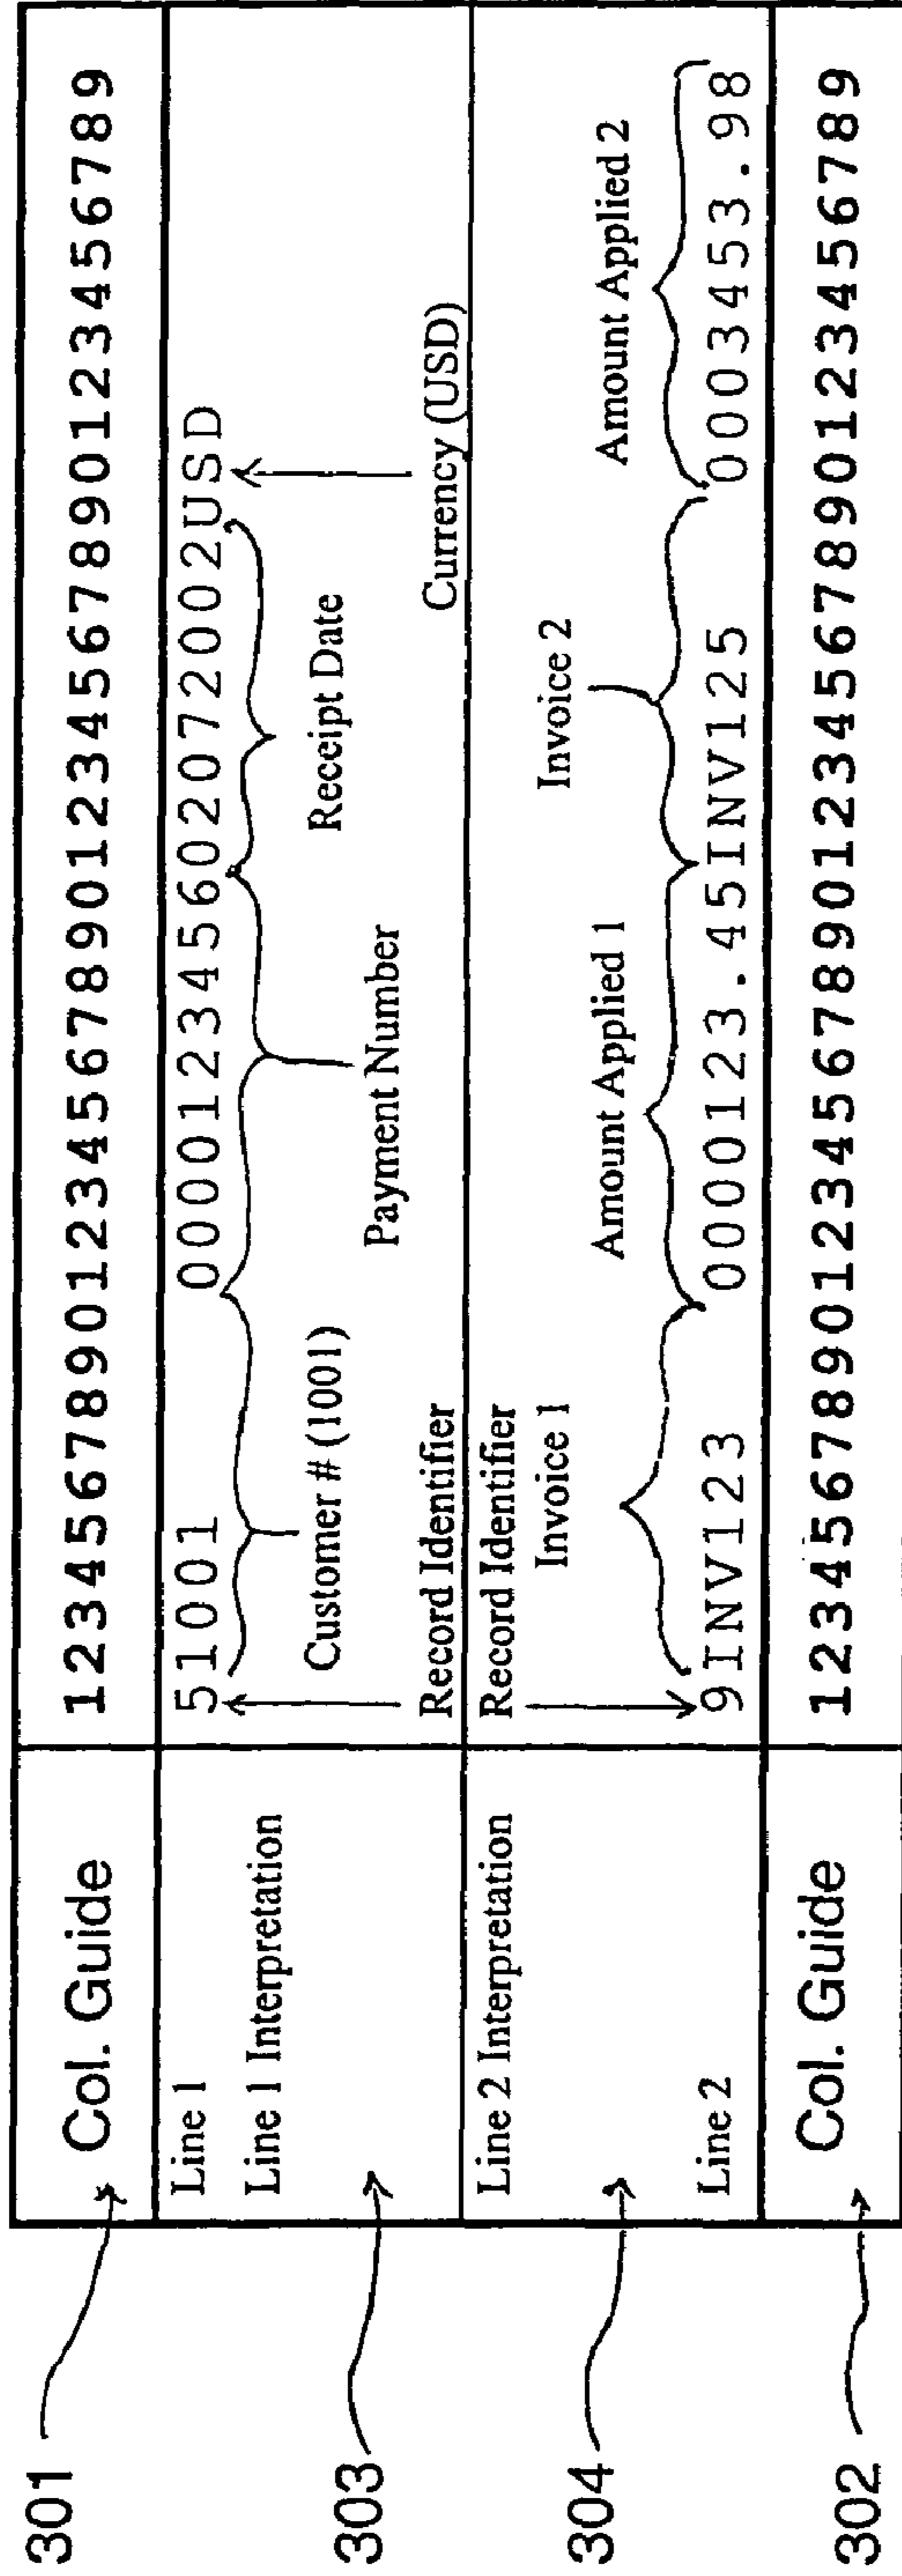 301
Col. Guide 123456789012345678901234567890123456789
Line 1 51001     000012345602072002USD
Line 1 Interpretation
Customer # (1001)
Receipt Date
Payment Number
Record Identifier
Currency (USD)
303
Line 2 Interpretation
Record Identifier
Invoice 1
Amount Applied 1
Invoice 2
Amount Applied 2
304
Line 2 9INV123   0000123.45INV125   0003453.98
Col. Guide 123456789012345678901234567890123456789
302